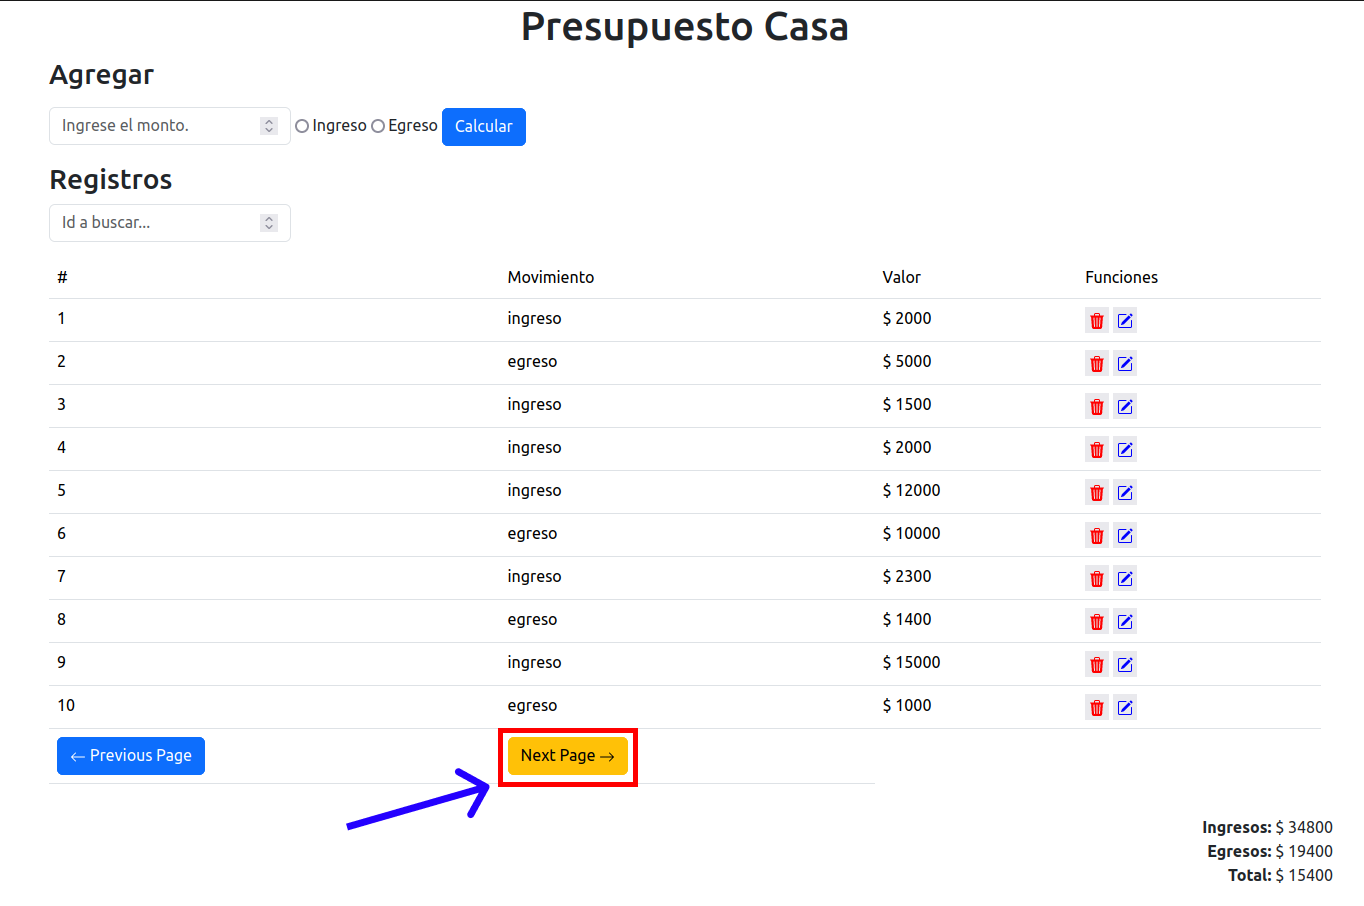 Presupuesto Casa
Agregar
Ingrese el monto. Ingreso Egreso Calcular
Registros
Id a buscar...
# Movimiento Valor Funciones
1 ingreso $ 2000
2 egreso $ 5000
3 ingreso $ 1500
4 ingreso $ 2000
5 ingreso $ 12000
6 egreso $ 10000
7 ingreso $ 2300
8 egreso $ 1400
9 ingreso $ 15000
10 egreso $ 1000
← Previous Page Next Page →
Ingresos: $ 34800
Egresos: $ 19400
Total: $ 15400